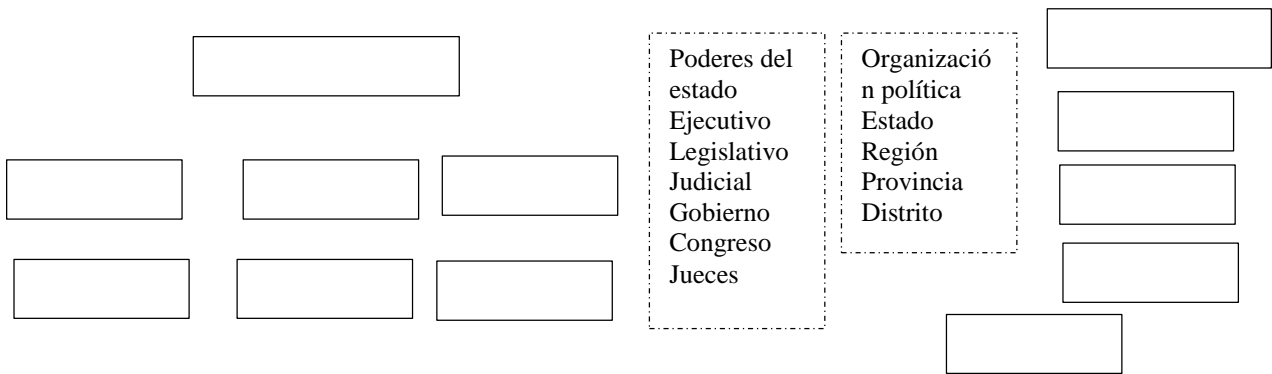 Poderes del
estado
Ejecutivo
Legislativo
Judicial
Gobierno
Congreso
Jueces
Organizació
n política
Estado
Región
Provincia
Distrito